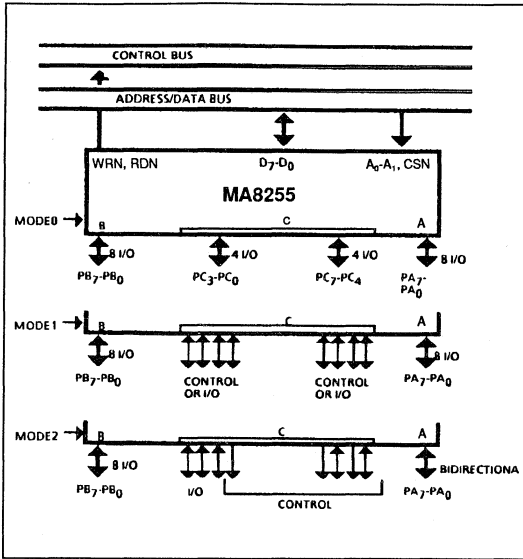 CONTROL BUS
ADDRESS/DATA BUS
WRN, RDN D7-D0 A0-A1, CSN
MA8255
MODE0 B C A
8 I/O 4 I/O 4 I/O 8 I/O
PB7-PB0 PC3-PC0 PC7-PC4 PA7-
PA0
MODE1 B C A
8 I/O 8 I/O
PB7-PB0 CONTROL CONTROL PA7-PA0
OR I/O OR I/O
MODE2 B C A
8 I/O BIDIRECTIONA
PB7-PB0 I/O CONTROL PA7-PA0